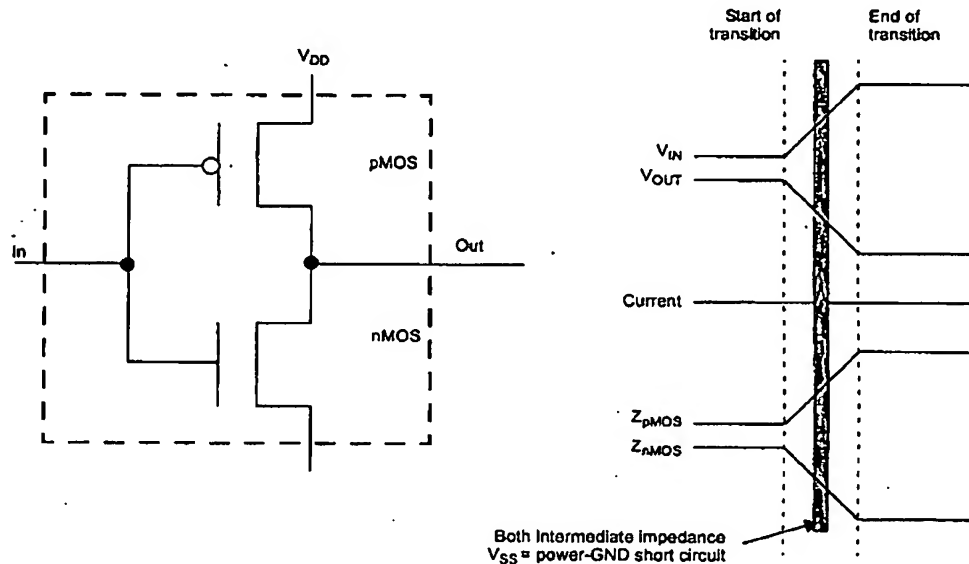 Start of
transition
End of
transition
VDD
pMOS
In
Out
nMOS
VIN
VOUT
Current
ZpMOS
ZnMOS
Both Intermediate impedance
VSS = power-GND short circuit